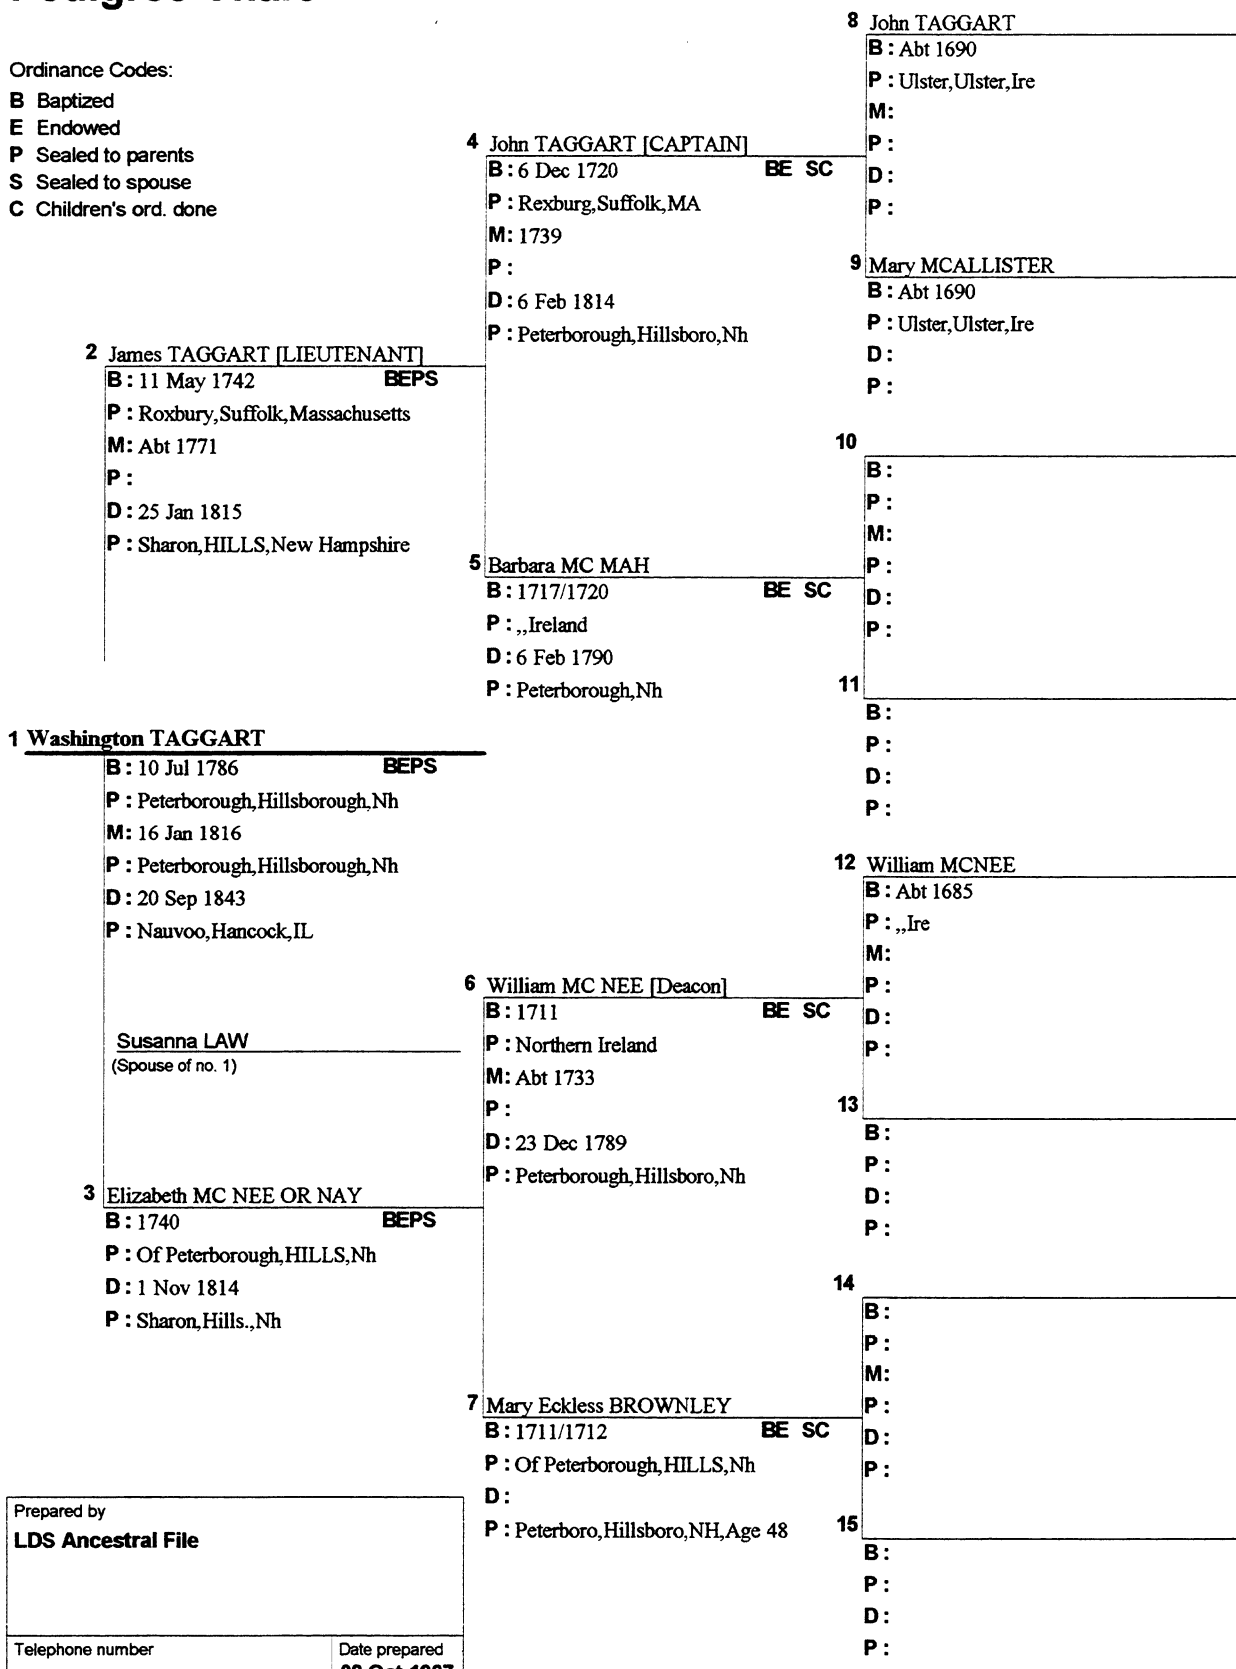 Ordinance Codes:
B Baptized
E Endowed
P Sealed to parents
S Sealed to spouse
C Children's ord. done
8 John TAGGART
B: Abt 1690
P: Ulster,Ulster,Ire
M:
P:
D:
P:
4 John TAGGART [CAPTAIN]
B: 6 Dec 1720 BE SC
P: Rexburg,Suffolk,MA
M: 1739
P:
D: 6 Feb 1814
P: Peterborough,Hillsboro,Nh
9 Mary MCALLISTER
B: Abt 1690
P: Ulster,Ulster,Ire
D:
P:
2 James TAGGART [LIEUTENANT]
B: 11 May 1742 BEPS
P: Roxbury,Suffolk,Massachusetts
M: Abt 1771
P:
D: 25 Jan 1815
P: Sharon,HILLS,New Hampshire
10
B:
P:
M:
P:
D:
P:
5 Barbara MC MAH
B: 1717/1720 BE SC
P: ,,Ireland
D: 6 Feb 1790
P: Peterborough,Nh
11
B:
P:
D:
P:
1 Washington TAGGART
B: 10 Jul 1786 BEPS
P: Peterborough,Hillsborough,Nh
M: 16 Jan 1816
P: Peterborough,Hillsborough,Nh
D: 20 Sep 1843
P: Nauvoo,Hancock,IL
Susanna LAW
(Spouse of no. 1)
12 William MCNEE
B: Abt 1685
P: ,,Ire
M:
P:
D:
P:
6 William MC NEE [Deacon]
B: 1711 BE SC
P: Northern Ireland
M: Abt 1733
P:
D: 23 Dec 1789
P: Peterborough,Hillsboro,Nh
13
B:
P:
D:
P:
3 Elizabeth MC NEE OR NAY
B: 1740 BEPS
P: Of Peterborough,HILLS,Nh
D: 1 Nov 1814
P: Sharon,Hills.,Nh
14
B:
P:
M:
P:
D:
P:
7 Mary Eckless BROWNLEY
B: 1711/1712 BE SC
P: Of Peterborough,HILLS,Nh
D:
P: Peterboro,Hillsboro,NH,Age 48
15
B:
P:
D:
P:
Prepared by
LDS Ancestral File
Telephone number
Date prepared